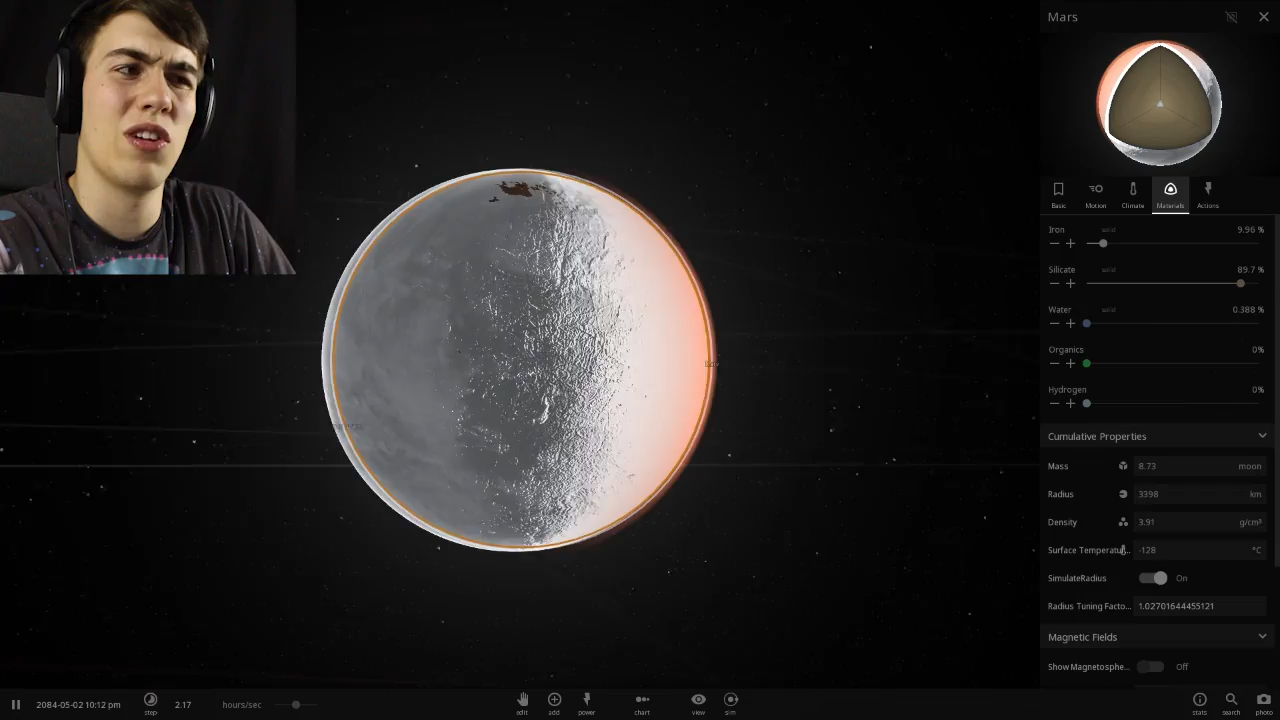 Mars
Basic
Motion
Climate
Materials
Actions
Iron solid 9.96 %
Silicate solid 89.7 %
Water solid 0.388 %
Organics 0%
Hydrogen 0%
Cumulative Properties
Mass 8.73 moon
Radius 3398 km
Density 3.91 g/cm³
Surface Temperatu... -128 °C
SimulateRadius On
Radius Tuning Facto... 1.02701644455121
Magnetic Fields
Show Magnetosphe... Off
2084-05-02 10:12 pm
step
2.17 hours/sec
edit
add
power
chart
view
sim
stats
search
photo